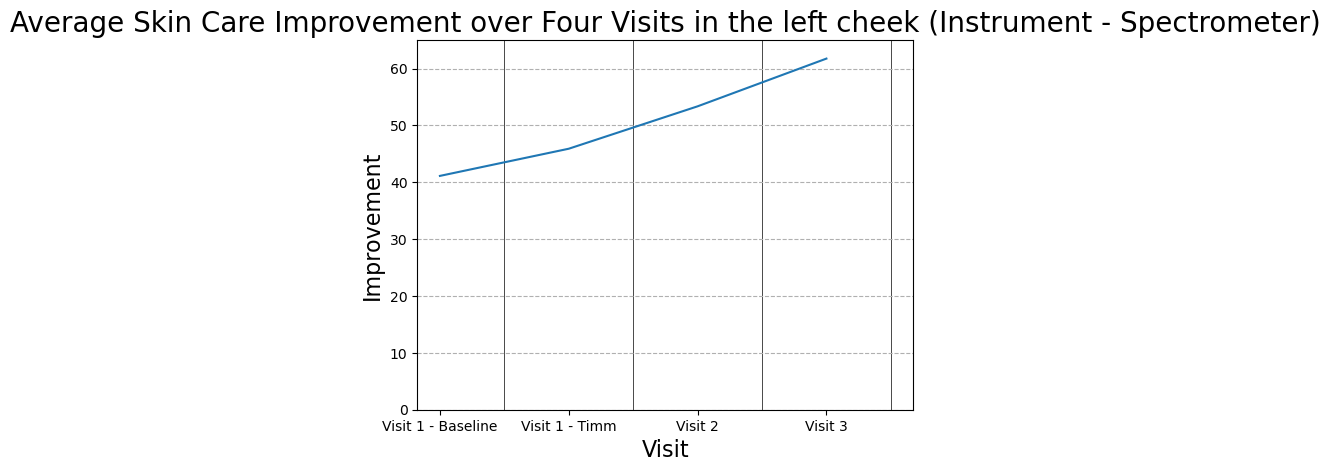 Average Skin Care Improvement over Four Visits in the left cheek (Instrument - Spectrometer)
60
50
40
30
20
10
0
Improvement
Visit 1 - Baseline Visit 1 - Timm Visit 2 Visit 3
Visit